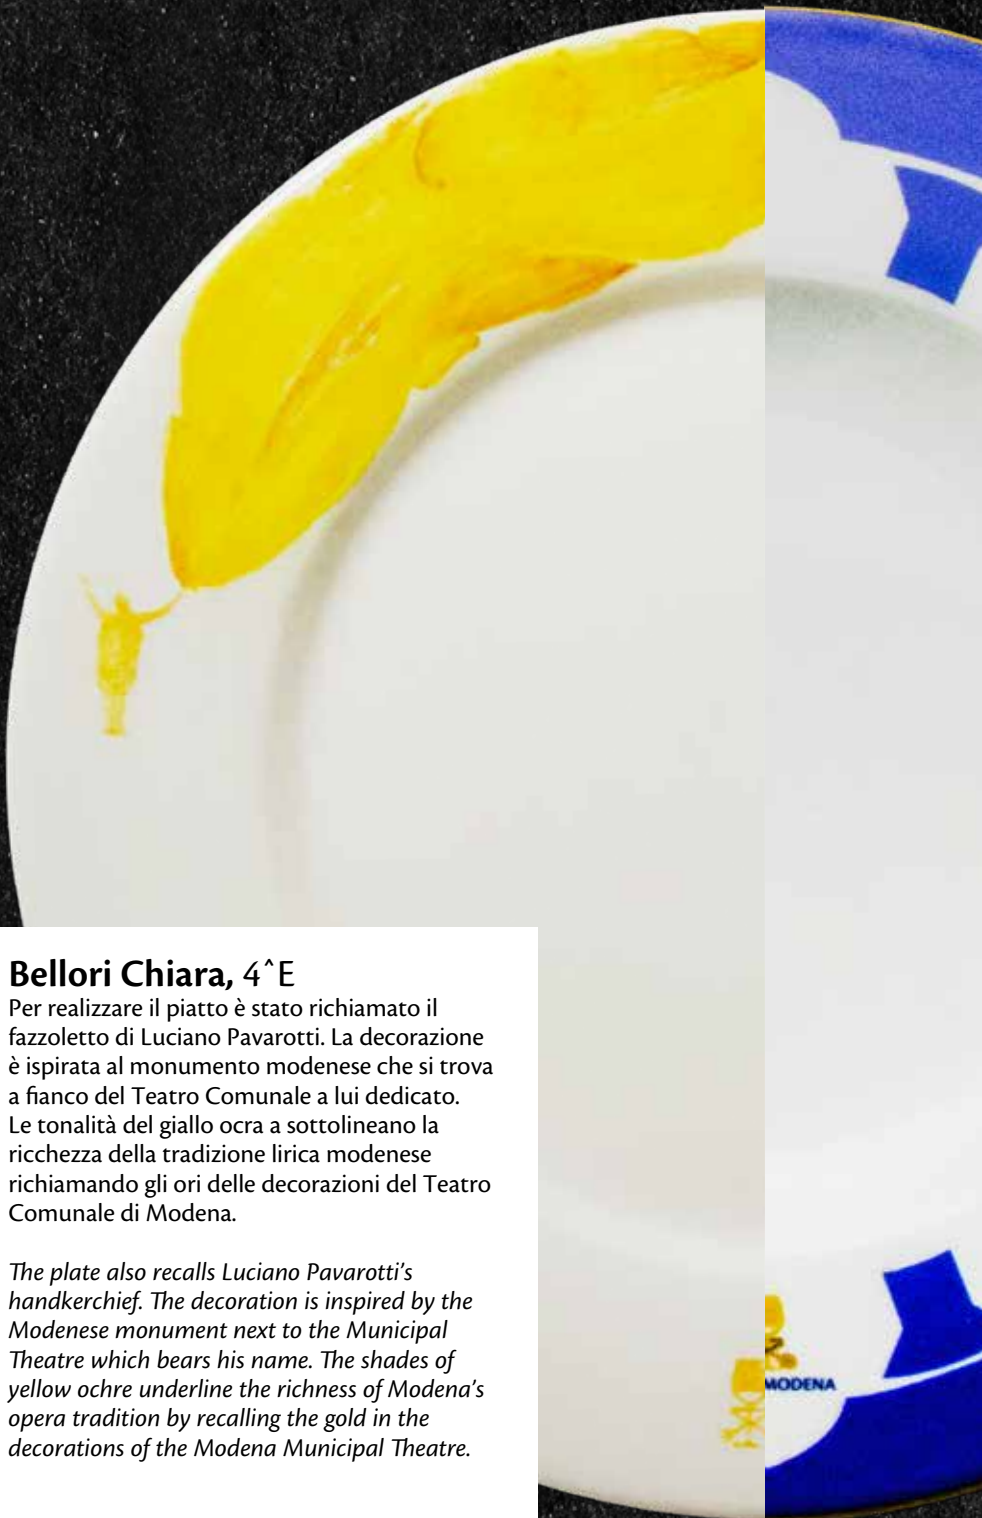 Bellori Chiara, 4^E
Per realizzare il piatto è stato richiamato il
fazzoletto di Luciano Pavarotti. La decorazione
è ispirata al monumento modenese che si trova
a fianco del Teatro Comunale a lui dedicato.
Le tonalità del giallo ocra a sottolineano la
ricchezza della tradizione lirica modenese
richiamando gli ori delle decorazioni del Teatro
Comunale di Modena.
The plate also recalls Luciano Pavarotti's
handkerchief. The decoration is inspired by the
Modenese monument next to the Municipal
Theatre which bears his name. The shades of
yellow ochre underline the richness of Modena's
opera tradition by recalling the gold in the
decorations of the Modena Municipal Theatre.
MODENA